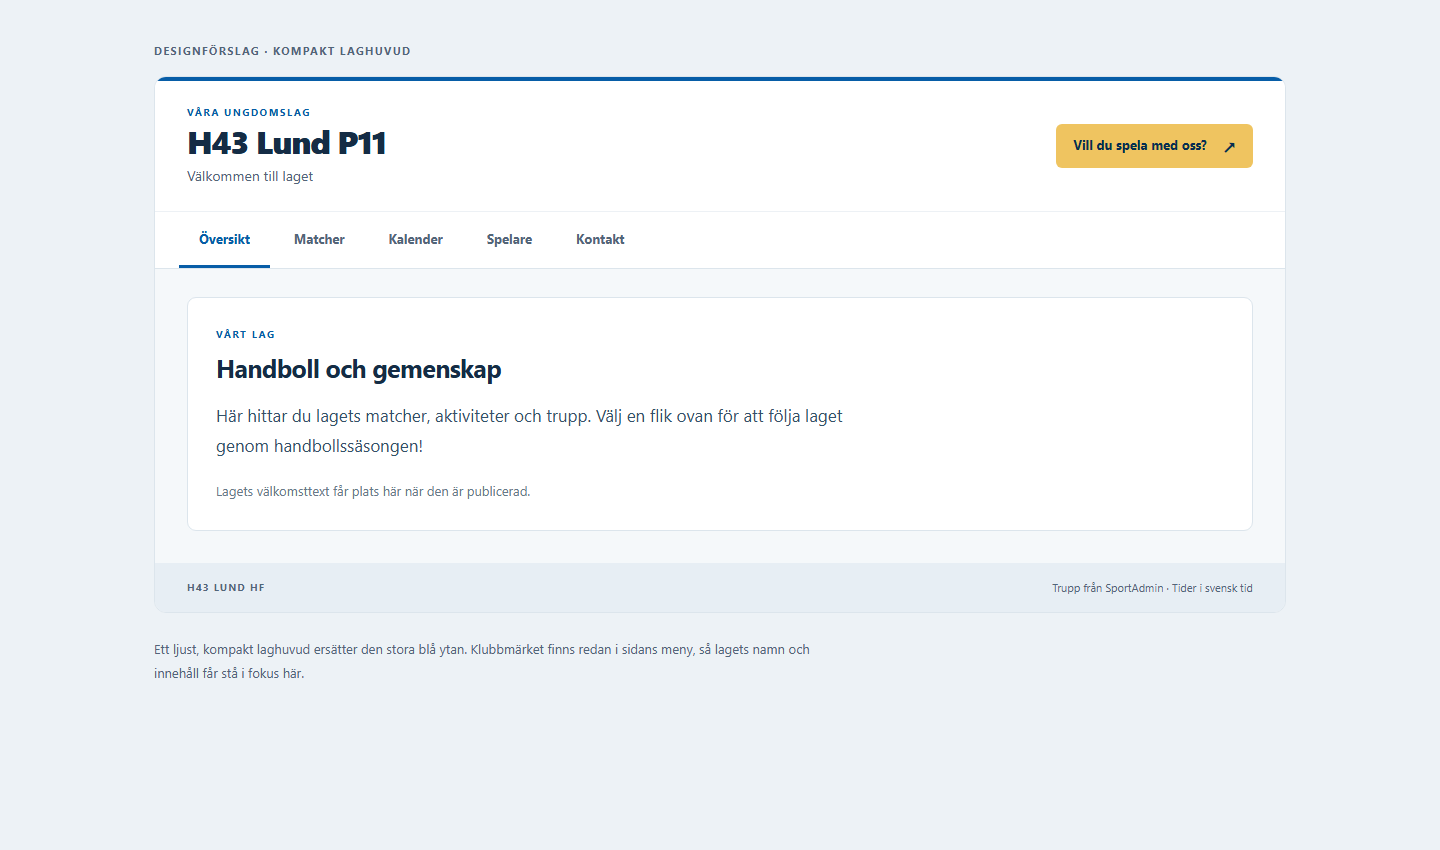 DESIGNFÖRSLAG · KOMPAKT LAGHUVUD
VÅRA UNGDOMSLAG
H43 Lund P11
Välkommen till laget
Vill du spela med oss? ↗
Översikt Matcher Kalender Spelare Kontakt
VÅRT LAG
Handboll och gemenskap
Här hittar du lagets matcher, aktiviteter och trupp. Välj en flik ovan för att följa laget
genom handbollssäsongen!
Lagets välkomsttext får plats här när den är publicerad.
H43 LUND HF
Trupp från SportAdmin · Tider i svensk tid
Ett ljust, kompakt laghuvud ersätter den stora blå ytan. Klubbmärket finns redan i sidans meny, så lagets namn och
innehåll får stå i fokus här.